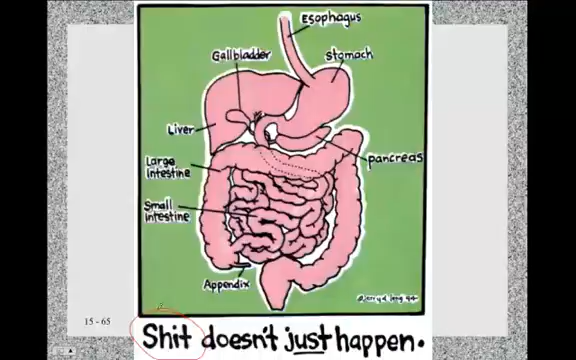 Esophagus
Gallbladder
Stomach
Liver
pancreas
Large
intestine
Small
intestine
Appendix
15 - 65
Shit doesn't just happen.